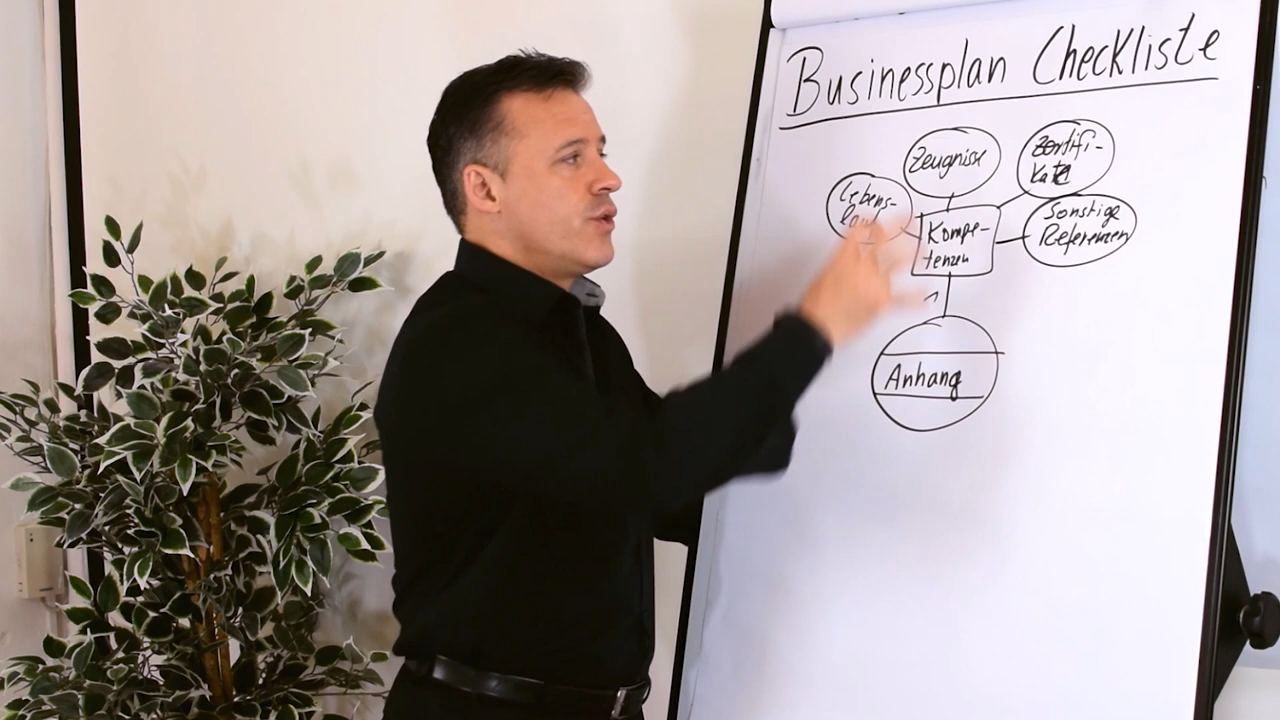 Businessplan Checkliste
Zeugnisse
Zertifi-
kate
Lebens-
lauf
Sonstige
Referenzen
Kompe-
tenzen
Anhang